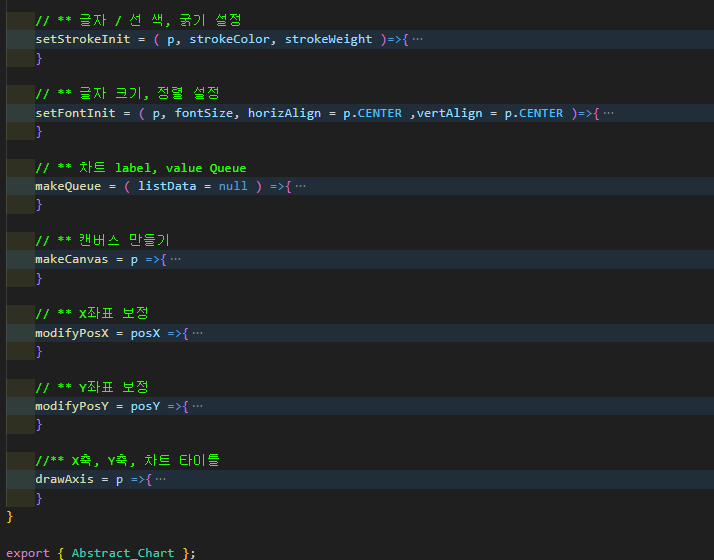 // ** 글자 / 선 색, 굵기 설정
setStrokeInit = ( p, strokeColor, strokeWeight )=>{ ···
}
// ** 글자 크기, 정렬 설정
setFontInit = ( p, fontSize, horizAlign = p.CENTER ,vertAlign = p.CENTER )=>{ ···
}
// ** 차트 label, value Queue
makeQueue = ( listData = null ) =>{ ···
}
// ** 캔버스 만들기
makeCanvas = p =>{ ···
}
// ** X좌표 보정
modifyPosX = posX =>{ ···
}
// ** Y좌표 보정
modifyPosY = posY =>{ ···
}
//** X축, Y축, 차트 타이틀
drawAxis = p =>{ ···
}
}
export { Abstract_Chart };